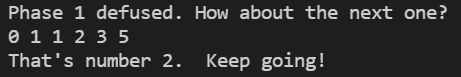 Phase 1 defused. How about the next one?
0 1 1 2 3 5
That's number 2.  Keep going!